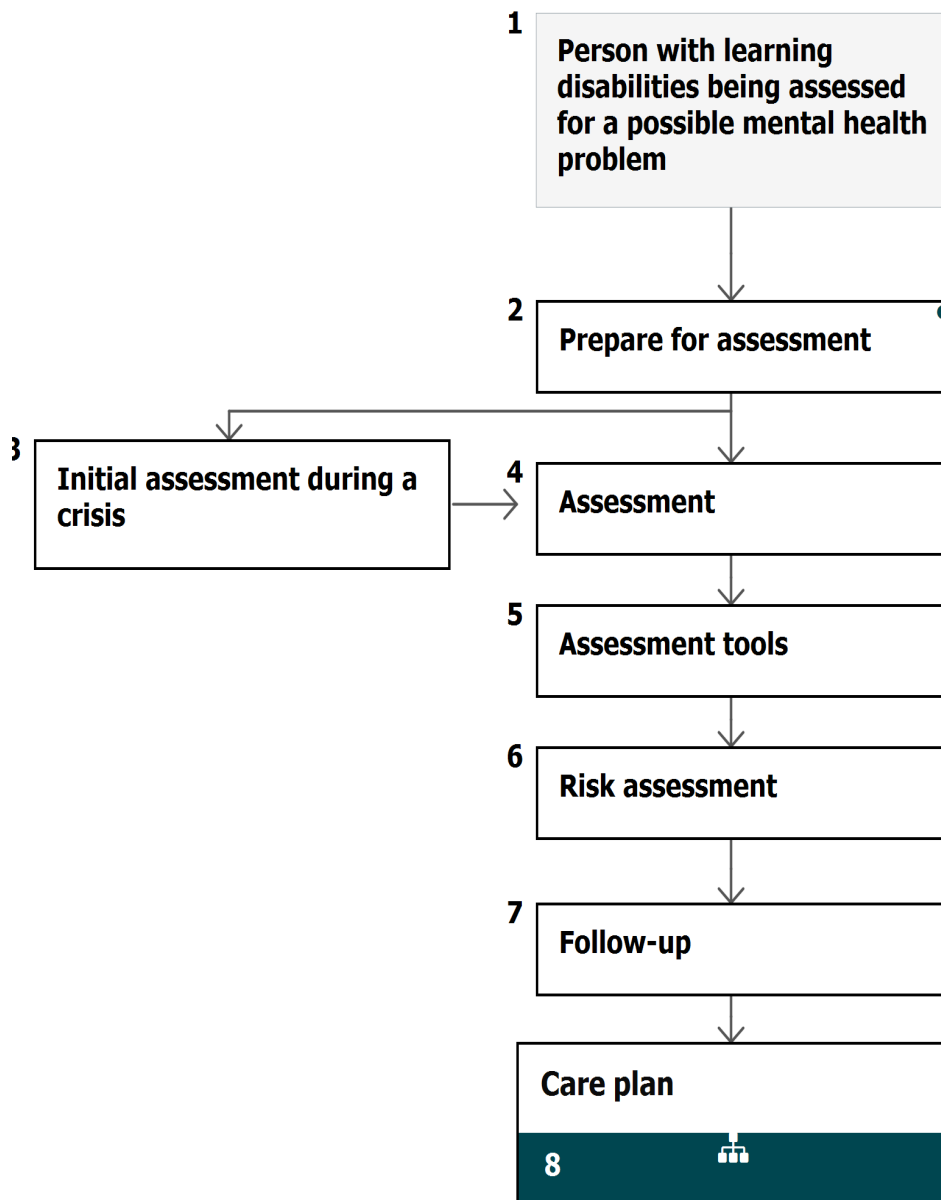 1
Person with learning
disabilities being assessed
for a possible mental health
problem
2
Prepare for assessment
3
Initial assessment during a
crisis
4
Assessment
5
Assessment tools
6
Risk assessment
7
Follow-up
Care plan
8